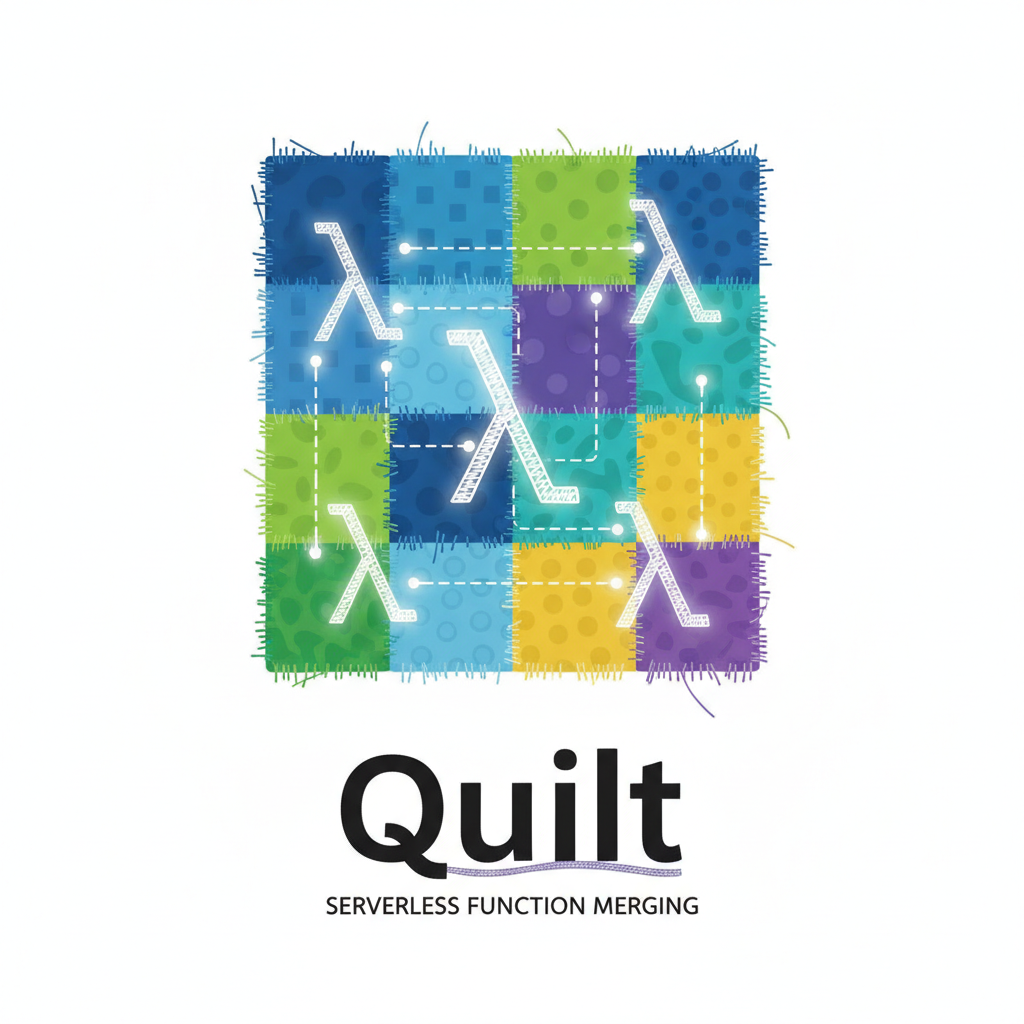 λ λ
λ
λ λ
Quilt
SERVERLESS FUNCTION MERGING